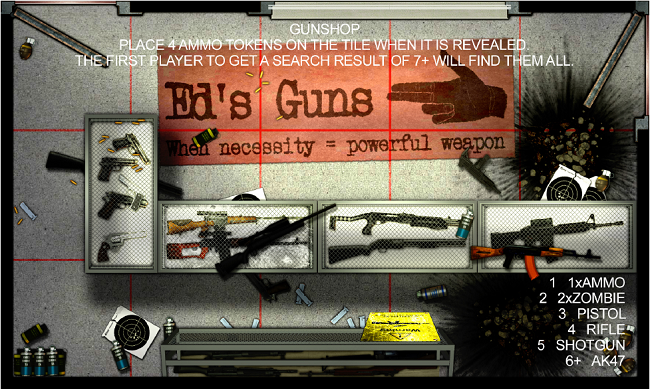 GUNSHOP.
PLACE 4 AMMO TOKENS ON THE TILE WHEN IT IS REVEALED.
THE FIRST PLAYER TO GET A SEARCH RESULT OF 7+ WILL FIND THEM ALL.
Ed's Guns
When necessity = powerful weapon
1 1xAMMO
2 2xZOMBIE
3 PISTOL
4 RIFLE
5 SHOTGUN
6+ AK47
Warning